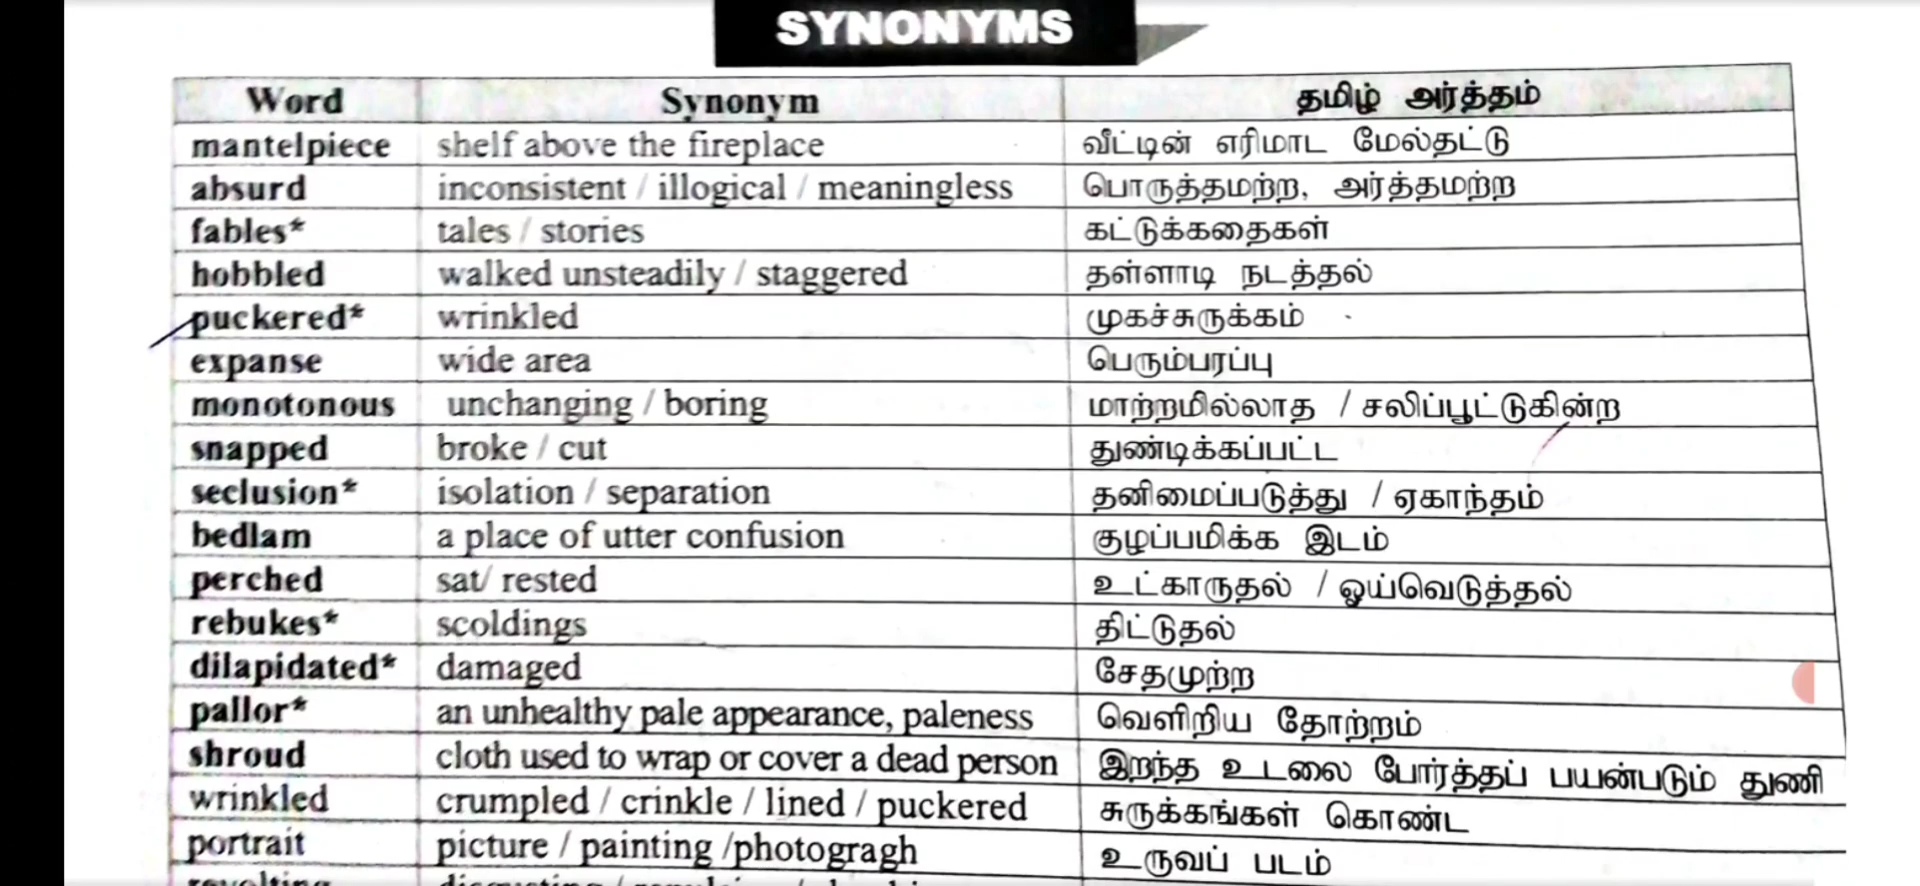 SYNONYMS
Word Synonym தமிழ் அர்த்தம்
mantelpiece shelf above the fireplace வீட்டின் எரிமாட மேல்தட்டு
absurd inconsistent / illogical / meaningless பொருத்தமற்ற, அர்த்தமற்ற
fables* tales / stories கட்டுக்கதைகள்
hobbled walked unsteadily / staggered தள்ளாடி நடத்தல்
puckered* wrinkled முகச்சுருக்கம்
expanse wide area பெரும்பரப்பு
monotonous unchanging / boring மாற்றமில்லாத / சலிப்பூட்டுகின்ற
snapped broke / cut துண்டிக்கப்பட்ட
seclusion* isolation / separation தனிமைப்படுத்து / ஏகாந்தம்
bedlam a place of utter confusion குழப்பமிக்க இடம்
perched sat/ rested உட்காருதல் / ஓய்வெடுத்தல்
rebukes* scoldings திட்டுதல்
dilapidated* damaged சேதமுற்ற
pallor* an unhealthy pale appearance, paleness வெளிறிய தோற்றம்
shroud cloth used to wrap or cover a dead person இறந்த உடலை போர்த்தப் பயன்படும் துணி
wrinkled crumpled / crinkle / lined / puckered சுருக்கங்கள் கொண்ட
portrait picture / painting /photogragh உருவப் படம்